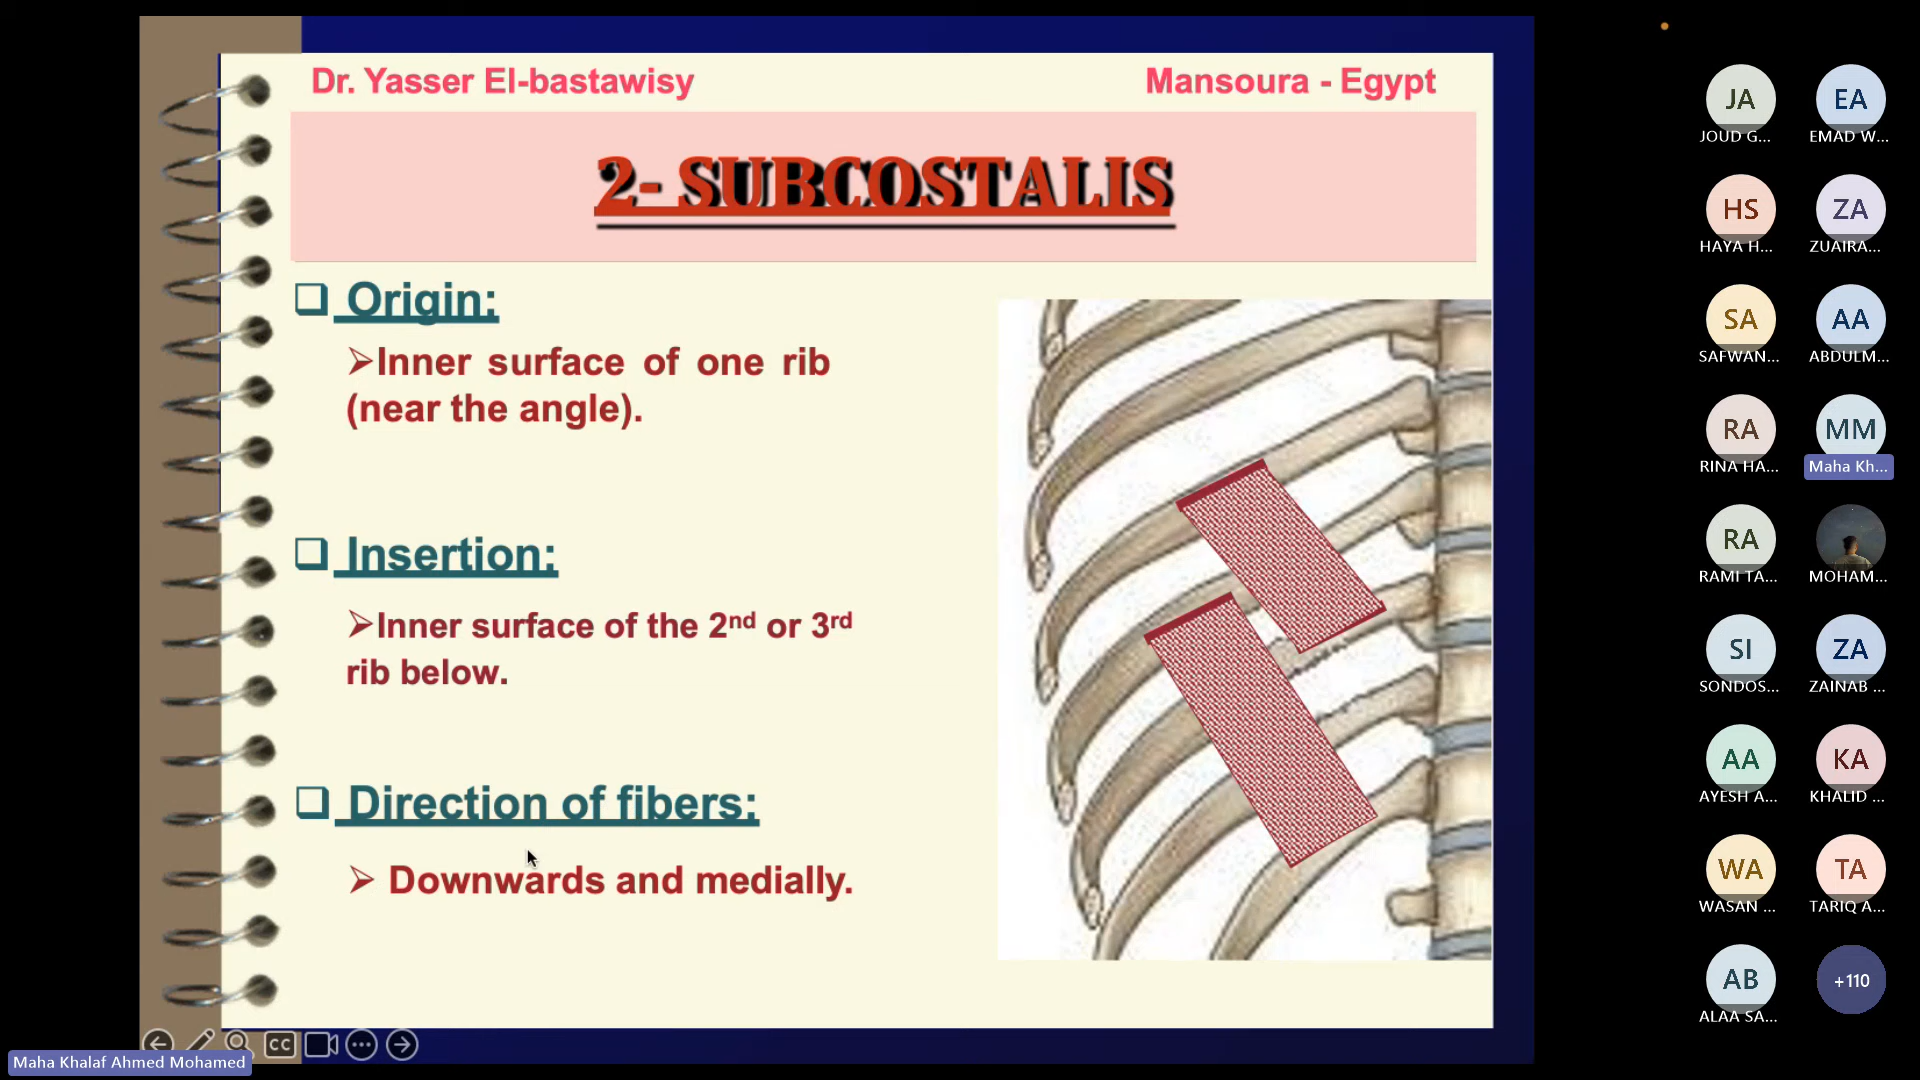 Dr. Yasser El-bastawisy
Mansoura - Egypt
2- SUBCOSTALIS
❑ Origin:
➢Inner surface of one rib
(near the angle).
❑ Insertion:
➢Inner surface of the 2nd or 3rd
rib below.
❑ Direction of fibers:
➢ Downwards and medially.
CC
Maha Khalaf Ahmed Mohamed
JA
EA
JOUD G...
EMAD W...
HS
ZA
HAYA H...
ZUAIRA...
SA
AA
SAFWAN...
ABDULM...
RA
MM
RINA HA...
Maha Kh...
RA
RAMI TA...
MOHAM...
SI
ZA
SONDOS...
ZAINAB ...
AA
KA
AYESH A...
KHALID ...
WA
TA
WASAN ...
TARIQ A...
AB
+110
ALAA SA...